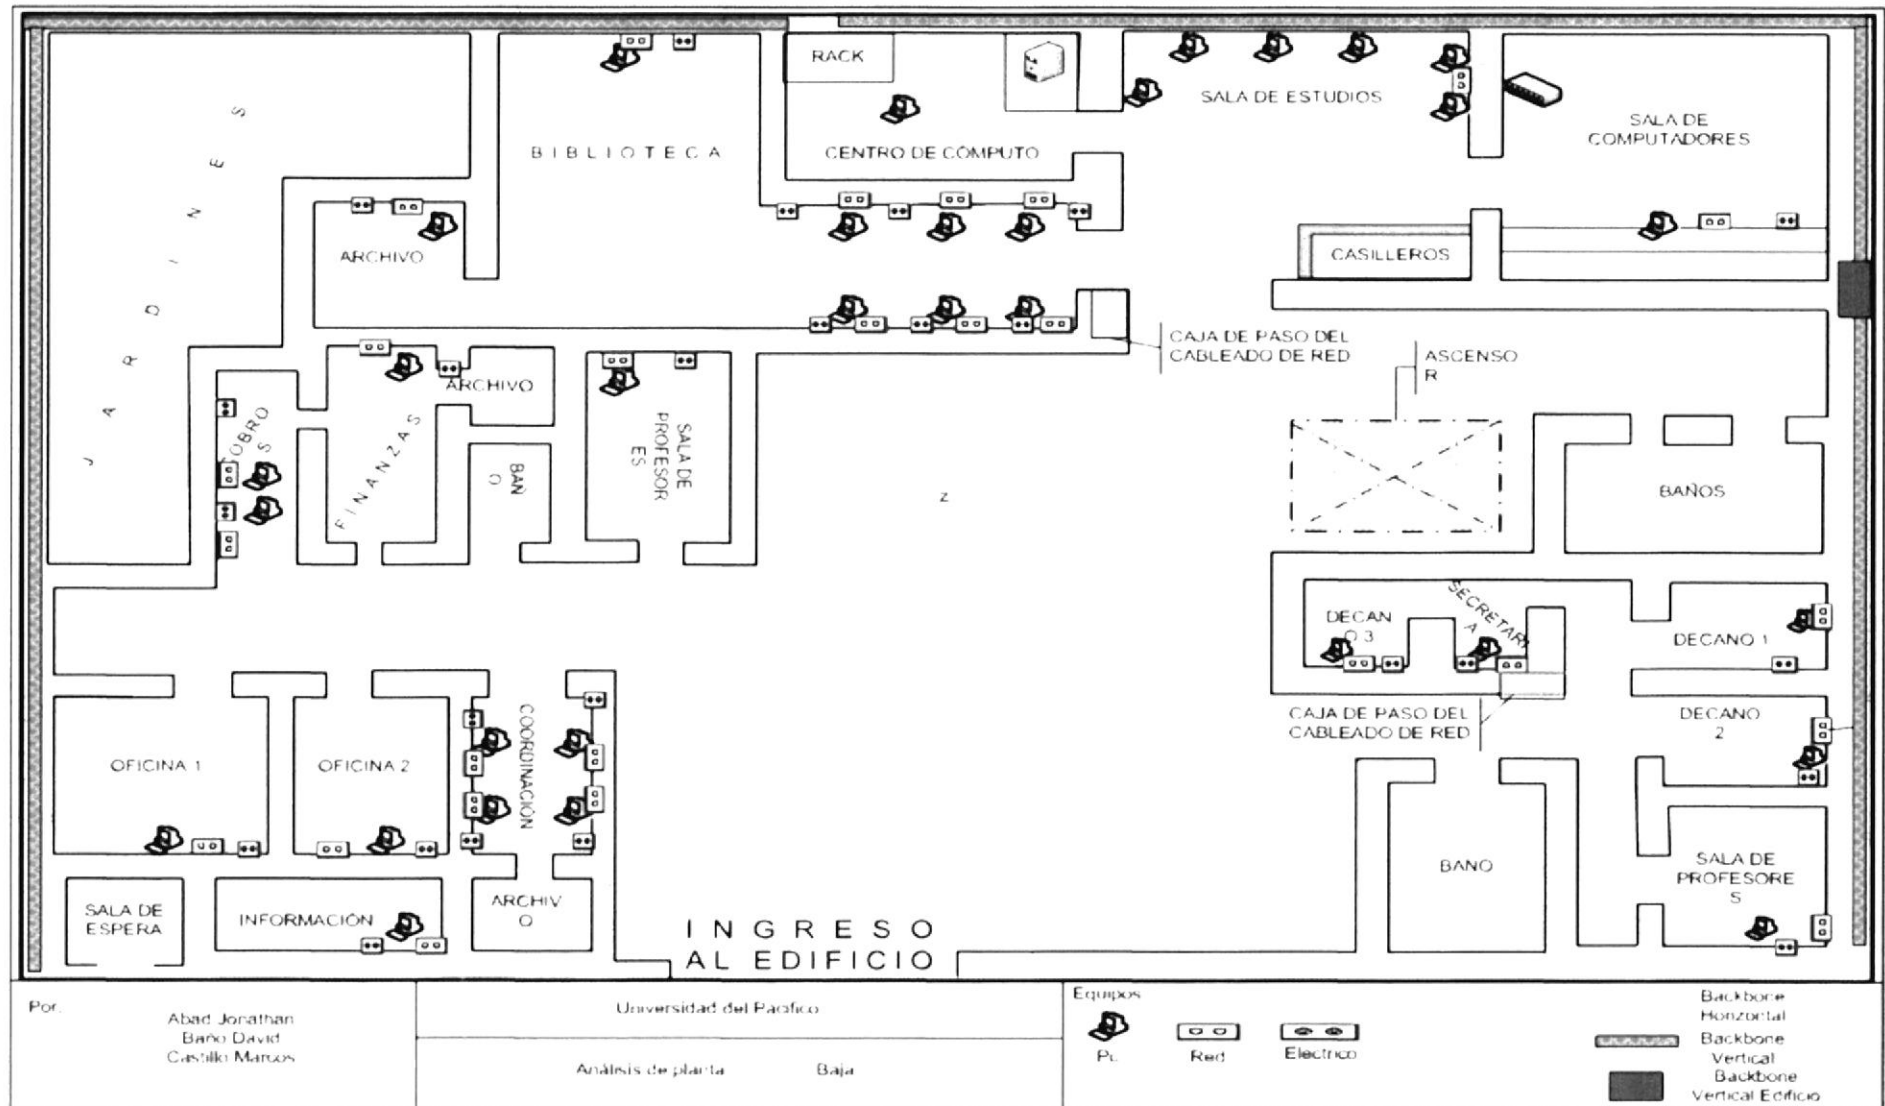 RACK
SALA DE ESTUDIOS
SALA DE
COMPUTADORES
BIBLIOTECA
CENTRO DE CÓMPUTO
JARDINES
ARCHIVO
CASILLEROS
CAJA DE PASO DEL
CABLEADO DE RED
ASCENSO
R
ARCHIVO
COBRO
S
FINANZAS
BAÑ
O
SALA DE
PROFESOR
ES
Z
BAÑOS
DECAN
O 3
SECRETARI
A
DECANO 1
CAJA DE PASO DEL
CABLEADO DE RED
DECANO
2
OFICINA 1
OFICINA 2
COORDINACIÓN
BANO
SALA DE
PROFESORE
S
SALA DE
ESPERA
INFORMACIÓN
ARCHIV
O
INGRESO
AL EDIFICIO
Por:
Abad Jonathan
Baño David
Castillo Marcos
Universidad del Pacífico
Análisis de planta Baja
Equipos
Pc
Red
Electrico
Backbone
Horizontal
Backbone
Vertical
Backbone
Vertical Edificio